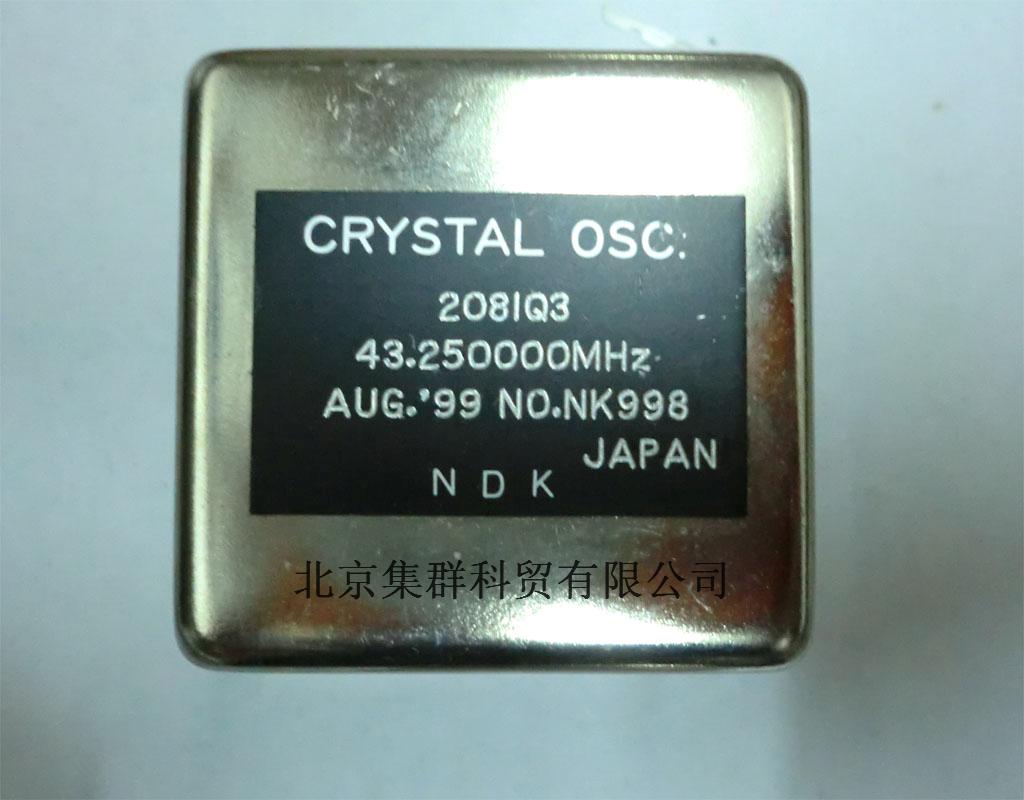 CRYSTAL OSC.
2081Q3
43.250000MHz
AUG.'99 NO.NK998
JAPAN
NDK
北京集群科贸有限公司